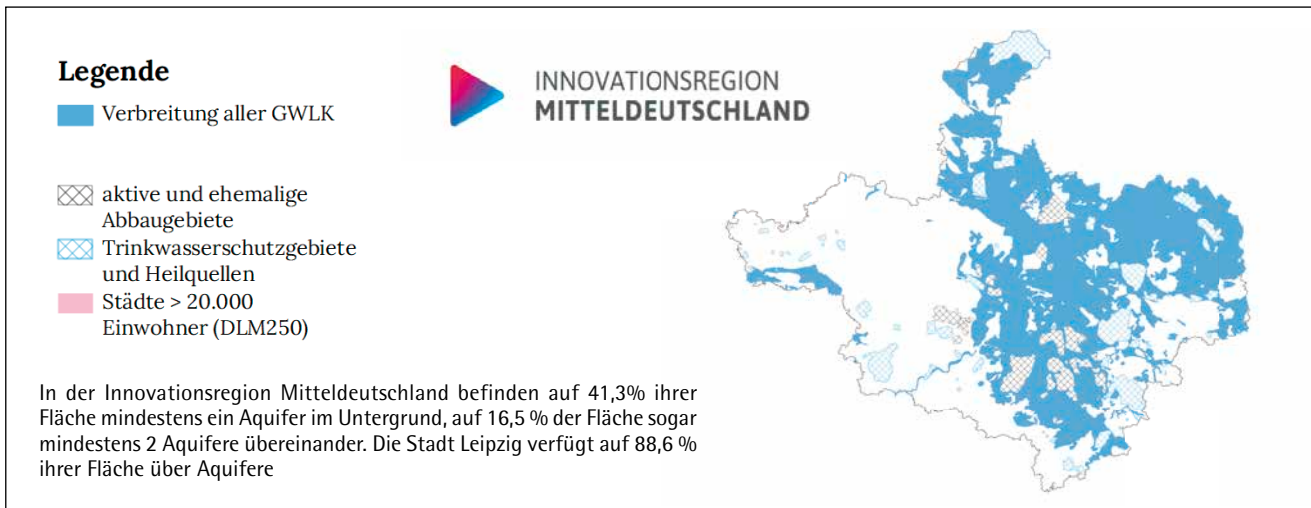 Legende
Verbreitung aller GWLK
aktive und ehemalige
Abbaugebiete
Trinkwasserschutzgebiete
und Heilquellen
Städte > 20.000
Einwohner (DLM250)
INNOVATIONSREGION
MITTELDEUTSCHLAND
In der Innovationsregion Mitteldeutschland befinden auf 41,3% ihrer
Fläche mindestens ein Aquifer im Untergrund, auf 16,5 % der Fläche sogar
mindestens 2 Aquifere übereinander. Die Stadt Leipzig verfügt auf 88,6 %
ihrer Fläche über Aquifere